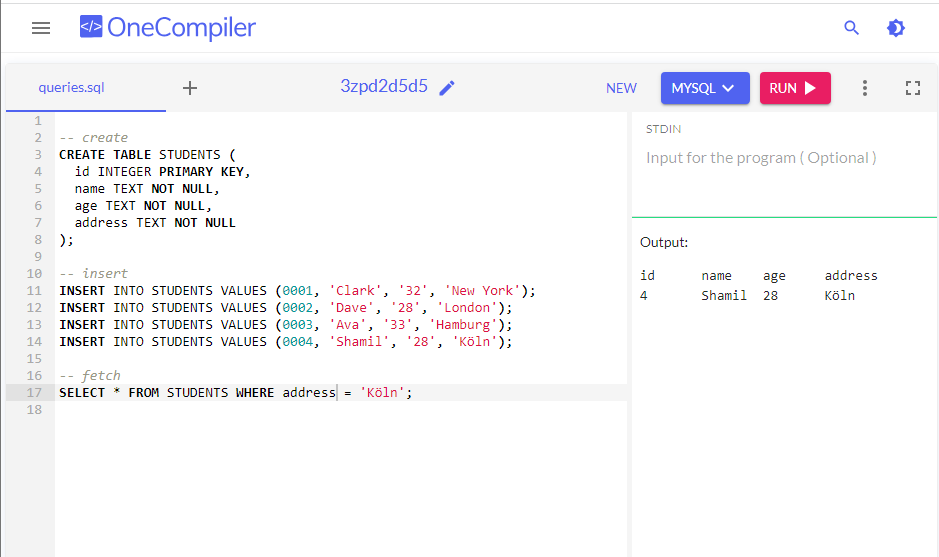 </> OneCompiler
queries.sql + 3zpd2d5d5 NEW MYSQL RUN
1
2 -- create
3 CREATE TABLE STUDENTS (
4   id INTEGER PRIMARY KEY,
5   name TEXT NOT NULL,
6   age TEXT NOT NULL,
7   address TEXT NOT NULL
8 );
9
10 -- insert
11 INSERT INTO STUDENTS VALUES (0001, 'Clark', '32', 'New York');
12 INSERT INTO STUDENTS VALUES (0002, 'Dave', '28', 'London');
13 INSERT INTO STUDENTS VALUES (0003, 'Ava', '33', 'Hamburg');
14 INSERT INTO STUDENTS VALUES (0004, 'Shamil', '28', 'Köln');
15
16 -- fetch
17 SELECT * FROM STUDENTS WHERE address = 'Köln';
18
STDIN
Input for the program ( Optional )
Output:
id name age address
4 Shamil 28 Köln